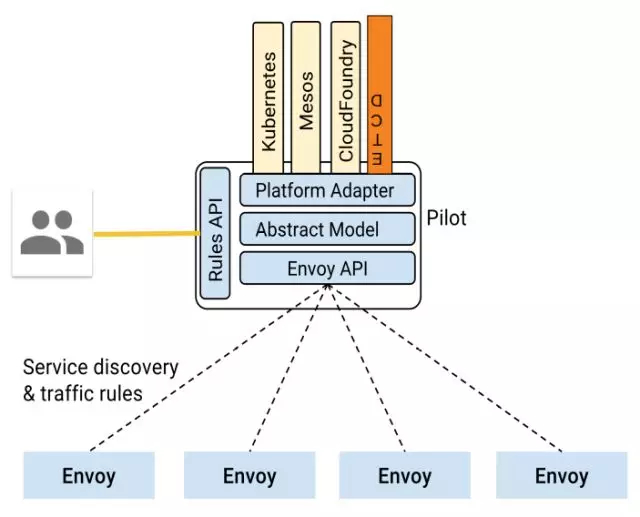 Kubernetes
Mesos
CloudFoundry
ETCD
Platform Adapter
Rules API
Abstract Model
Pilot
Envoy API
Service discovery
& traffic rules
Envoy
Envoy
Envoy
Envoy